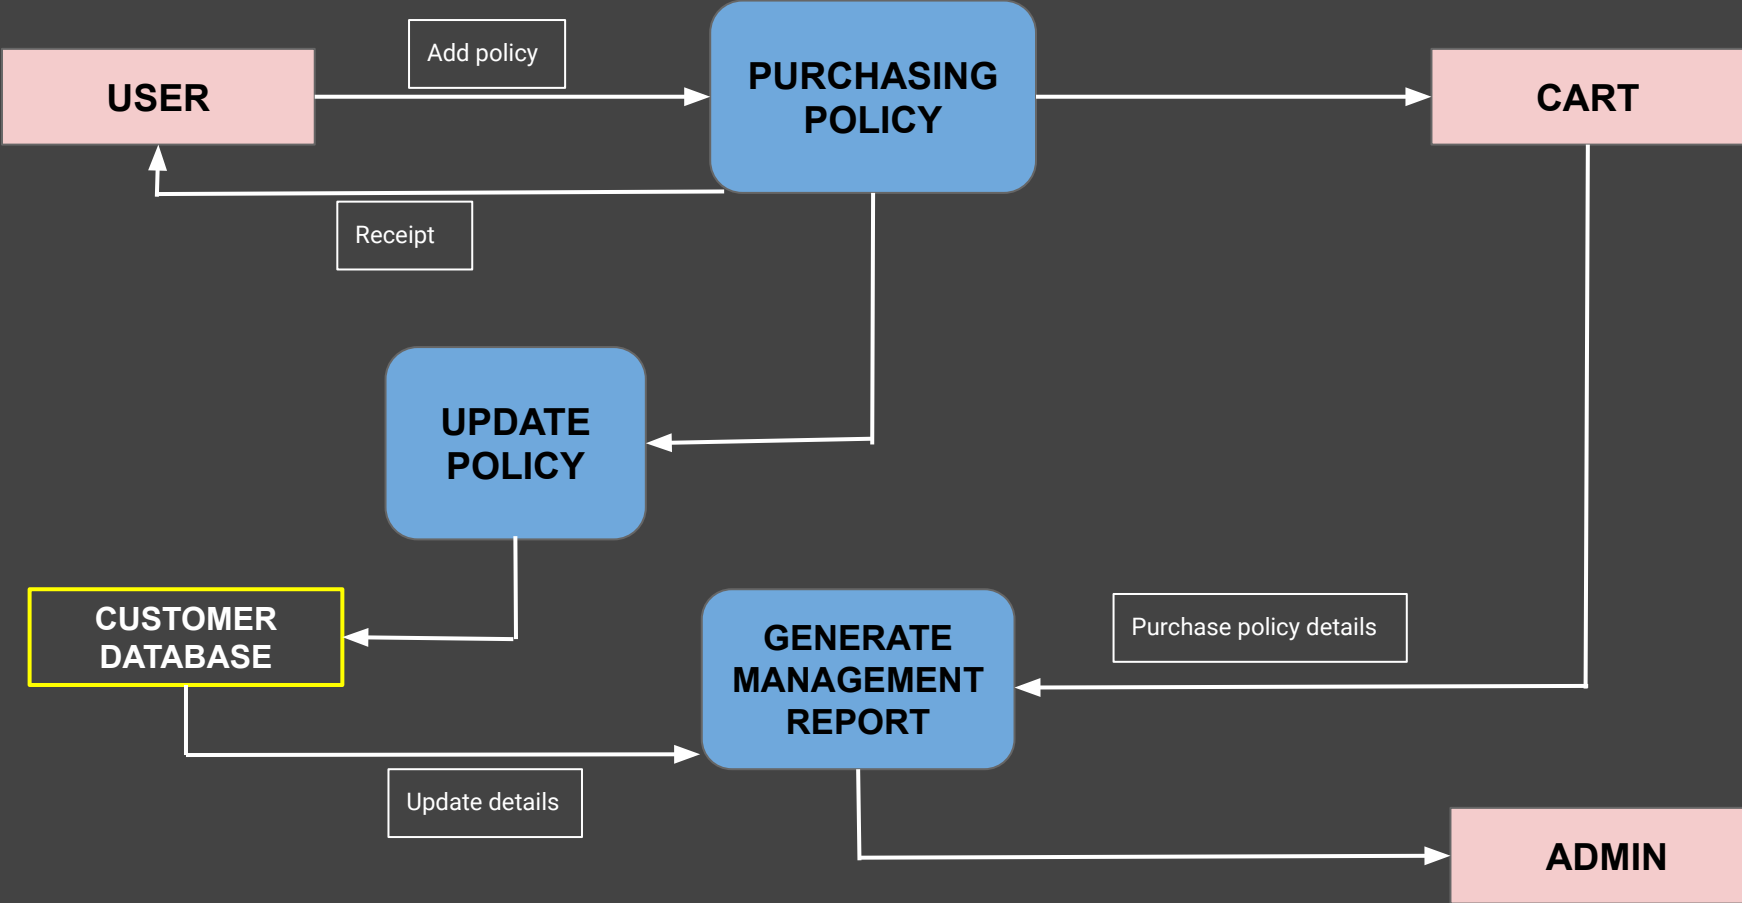 Add policy
USER
PURCHASING
POLICY
CART
Receipt
UPDATE
POLICY
CUSTOMER
DATABASE
GENERATE
MANAGEMENT
REPORT
Purchase policy details
Update details
ADMIN